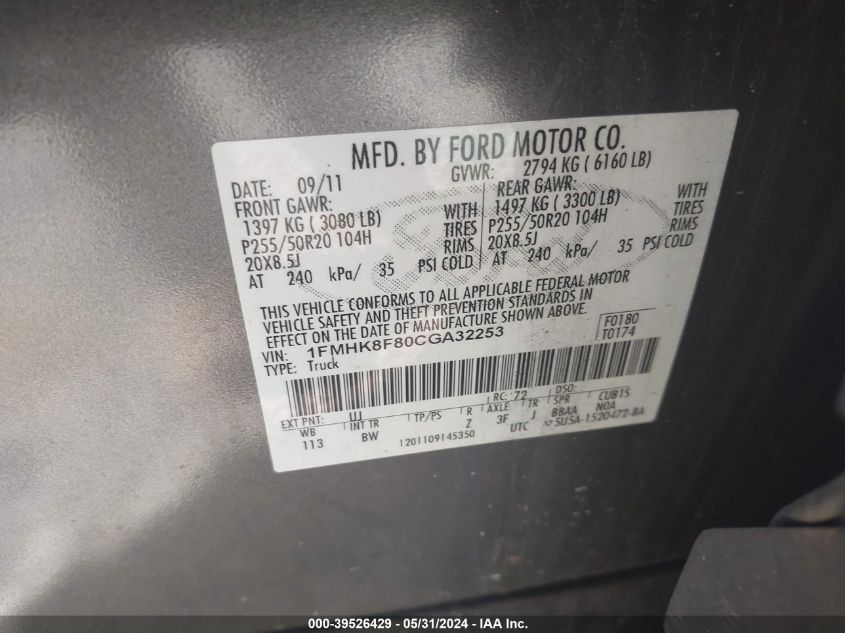 MFD. BY FORD MOTOR CO.
DATE: 09/11 GVWR: 2794 KG ( 6160 LB)
FRONT GAWR: REAR GAWR:
1397 KG ( 3080 LB) WITH 1497 KG ( 3300 LB) WITH
P255/50R20 104H TIRES P255/50R20 104H TIRES
20X8.5J RIMS 20X8.5J RIMS
AT 240 kPa/ 35 PSI COLD AT 240 kPa/ 35 PSI COLD
THIS VEHICLE CONFORMS TO ALL APPLICABLE FEDERAL MOTOR
VEHICLE SAFETY AND THEFT PREVENTION STANDARDS IN
EFFECT ON THE DATE OF MANUFACTURE SHOWN ABOVE.
VIN: 1FMHK8F80CGA32253 F0180
TYPE: Truck T0174
EXT PNT: UJ RC: 72 DSO:
WB INT TR TP/PS R AXLE TR SPR CUBIS
113 BW Z 3F J BBAA NOA
1201109145350 UTC 5U5A-1520472-BA
000-39526429 - 05/31/2024 - IAA Inc.